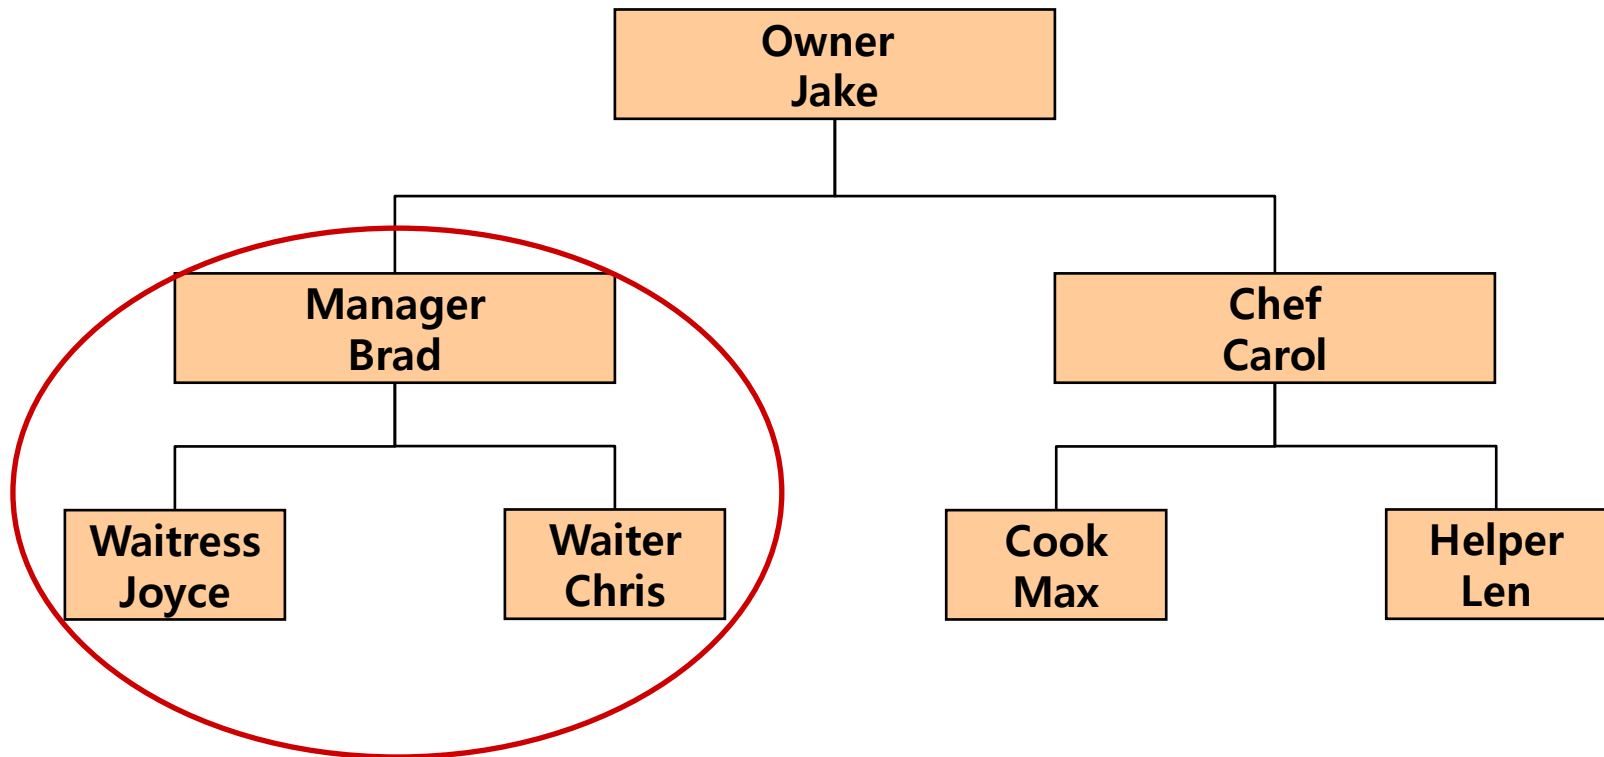 Owner
Jake
Manager
Brad
Chef
Carol
Waitress
Joyce
Waiter
Chris
Cook
Max
Helper
Len